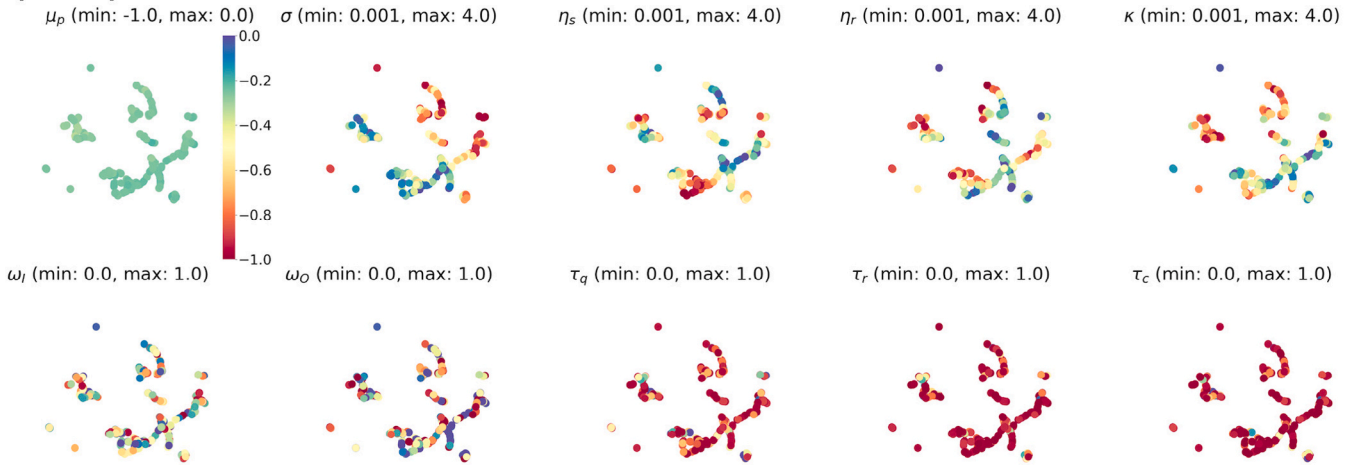 μp (min: -1.0, max: 0.0)
σ (min: 0.001, max: 4.0)
ηs (min: 0.001, max: 4.0)
ηr (min: 0.001, max: 4.0)
κ (min: 0.001, max: 4.0)
0.0
−0.2
−0.4
−0.6
−0.8
−1.0
ωI (min: 0.0, max: 1.0)
ωO (min: 0.0, max: 1.0)
τq (min: 0.0, max: 1.0)
τr (min: 0.0, max: 1.0)
τc (min: 0.0, max: 1.0)